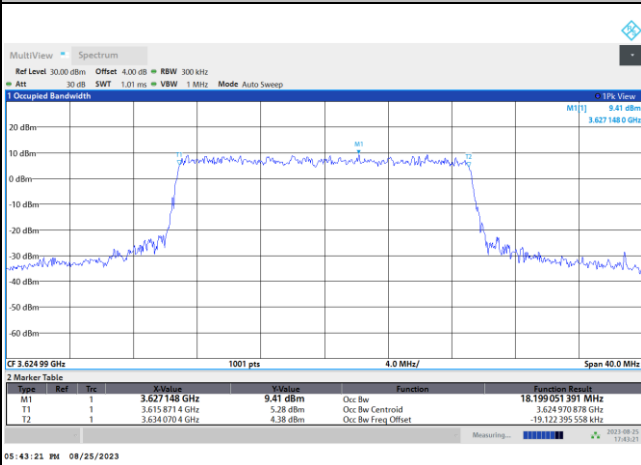 MultiView Spectrum
Ref Level 30.00 dBm Offset 4.00 dB RBW 300 kHz
Att 30 dB SWT 1.01 ms VBW 1 MHz Mode Auto Sweep
1 Occupied Bandwidth 1Pk View
M1[1] 9.41 dBm
3.627 148 0 GHz
20 dBm
M1
10 dBm
T1 T2
0 dBm
-10 dBm
-20 dBm
-30 dBm
-40 dBm
-50 dBm
-60 dBm
CF 3.624 99 GHz 1001 pts 4.0 MHz/ Span 40.0 MHz
2 Marker Table
Type Ref Trc X-Value Y-Value Function Function Result
M1 1 3.627 148 GHz 9.41 dBm Occ Bw 18.199 051 391 MHz
T1 1 3.615 871 4 GHz 5.28 dBm Occ Bw Centroid 3.624 970 878 GHz
T2 1 3.634 070 4 GHz 4.38 dBm Occ Bw Freq Offset -19.122 395 558 kHz
Measuring... 2023-08-25
17:43:21
05:43:21 PM 08/25/2023